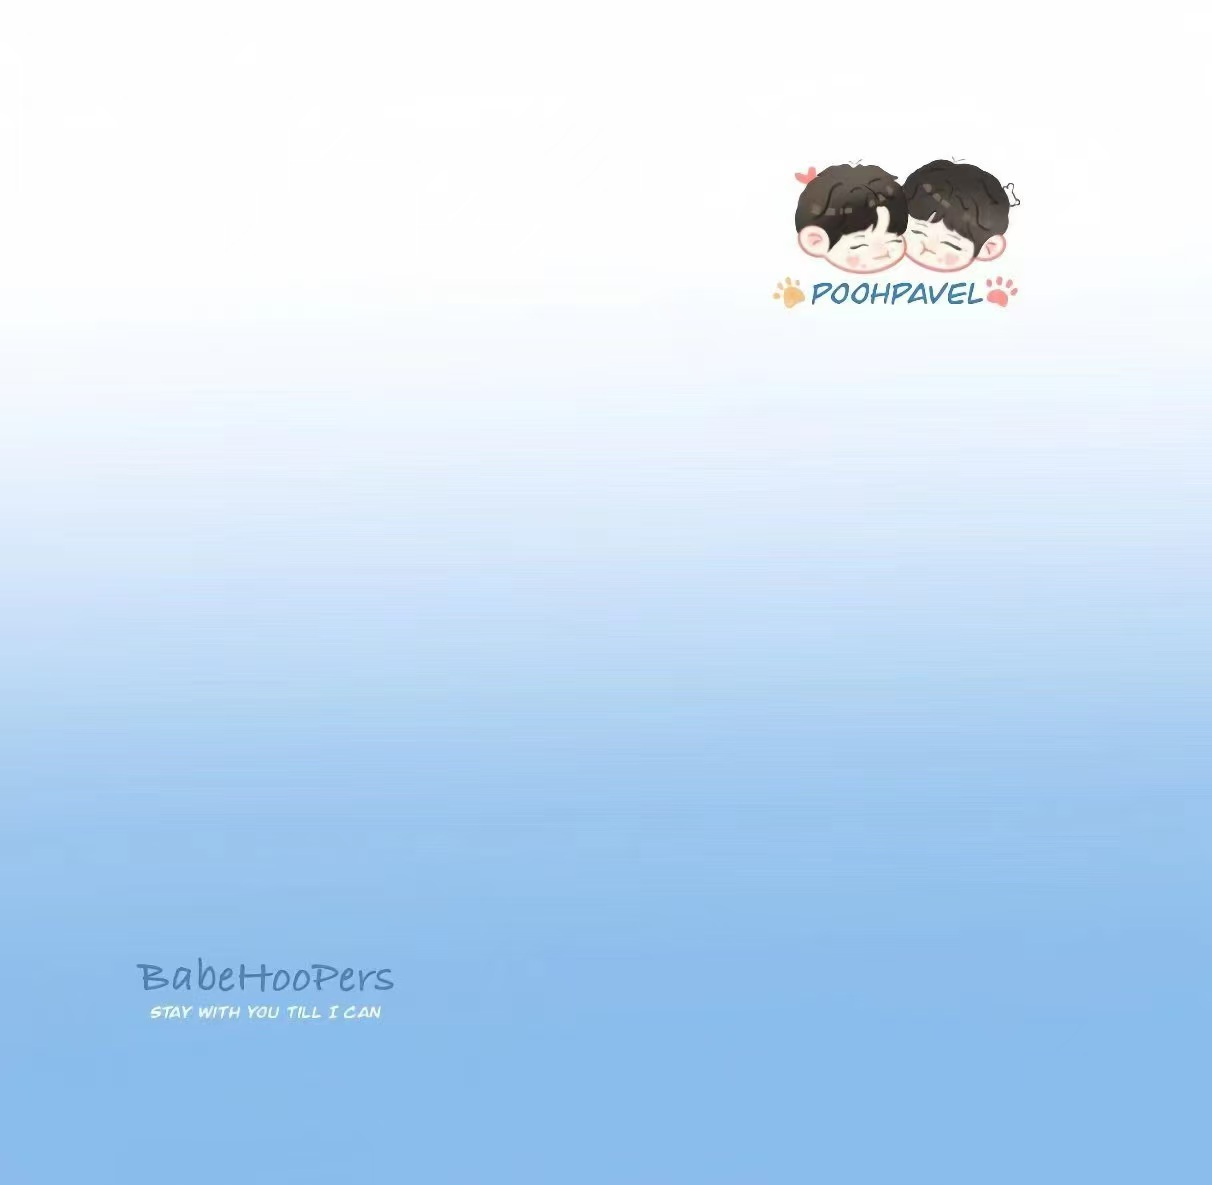 POOHPAVEL
BabeHooPers
STAY WITH YOU TILL I CAN